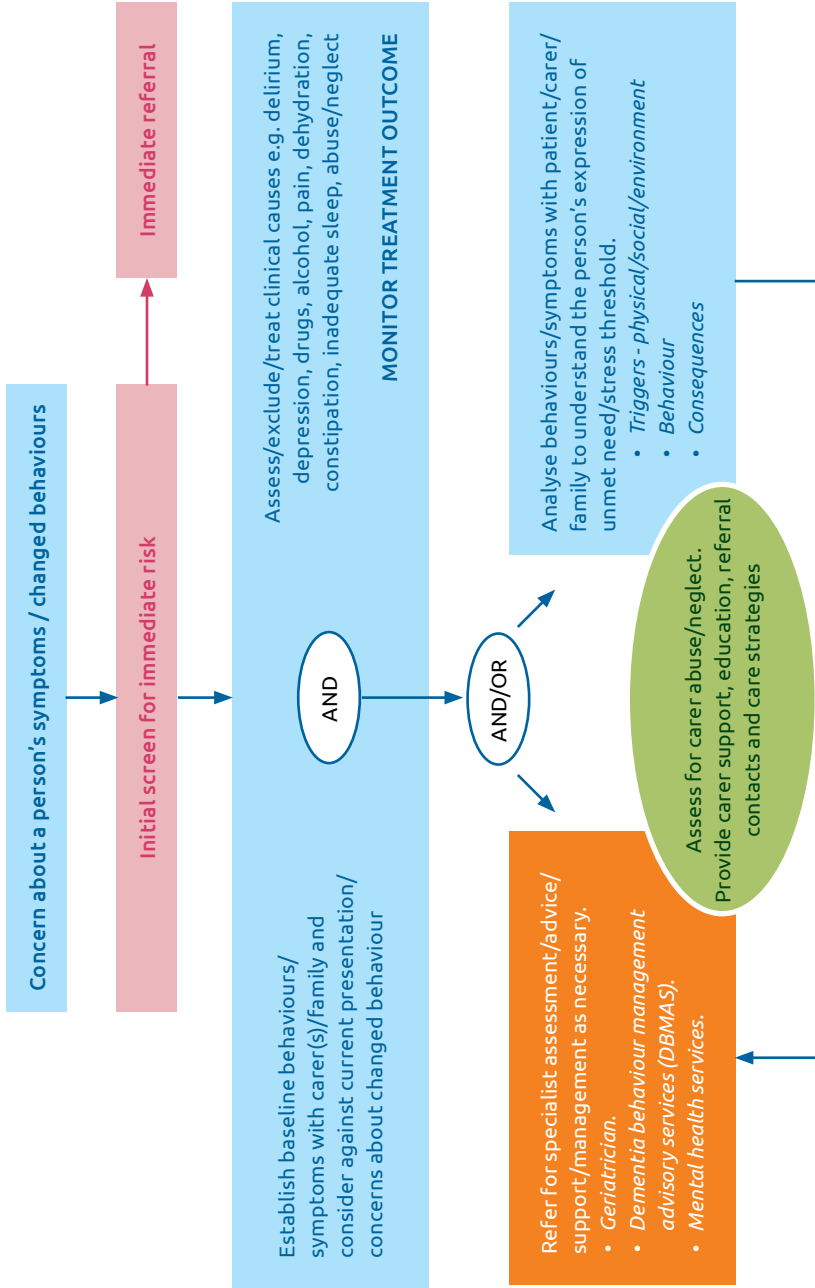 Concern about a person's symptoms / changed behaviours
Initial screen for immediate risk
Immediate referral
Establish baseline behaviours/
symptoms with carer(s)/family and
consider against current presentation/
concerns about changed behaviour
AND
Assess/exclude/treat clinical causes e.g. delirium,
depression, drugs, alcohol, pain, dehydration,
constipation, inadequate sleep, abuse/neglect
MONITOR TREATMENT OUTCOME
AND/OR
Refer for specialist assessment/advice/
support/management as necessary.
• Geriatrician.
• Dementia behaviour management
advisory services (DBMAS).
• Mental health services.
Analyse behaviours/symptoms with patient/carer/
family to understand the person's expression of
unmet need/stress threshold.
• Triggers - physical/social/environment
• Behaviour
• Consequences
Assess for carer abuse/neglect.
Provide carer support, education, referral
contacts and care strategies